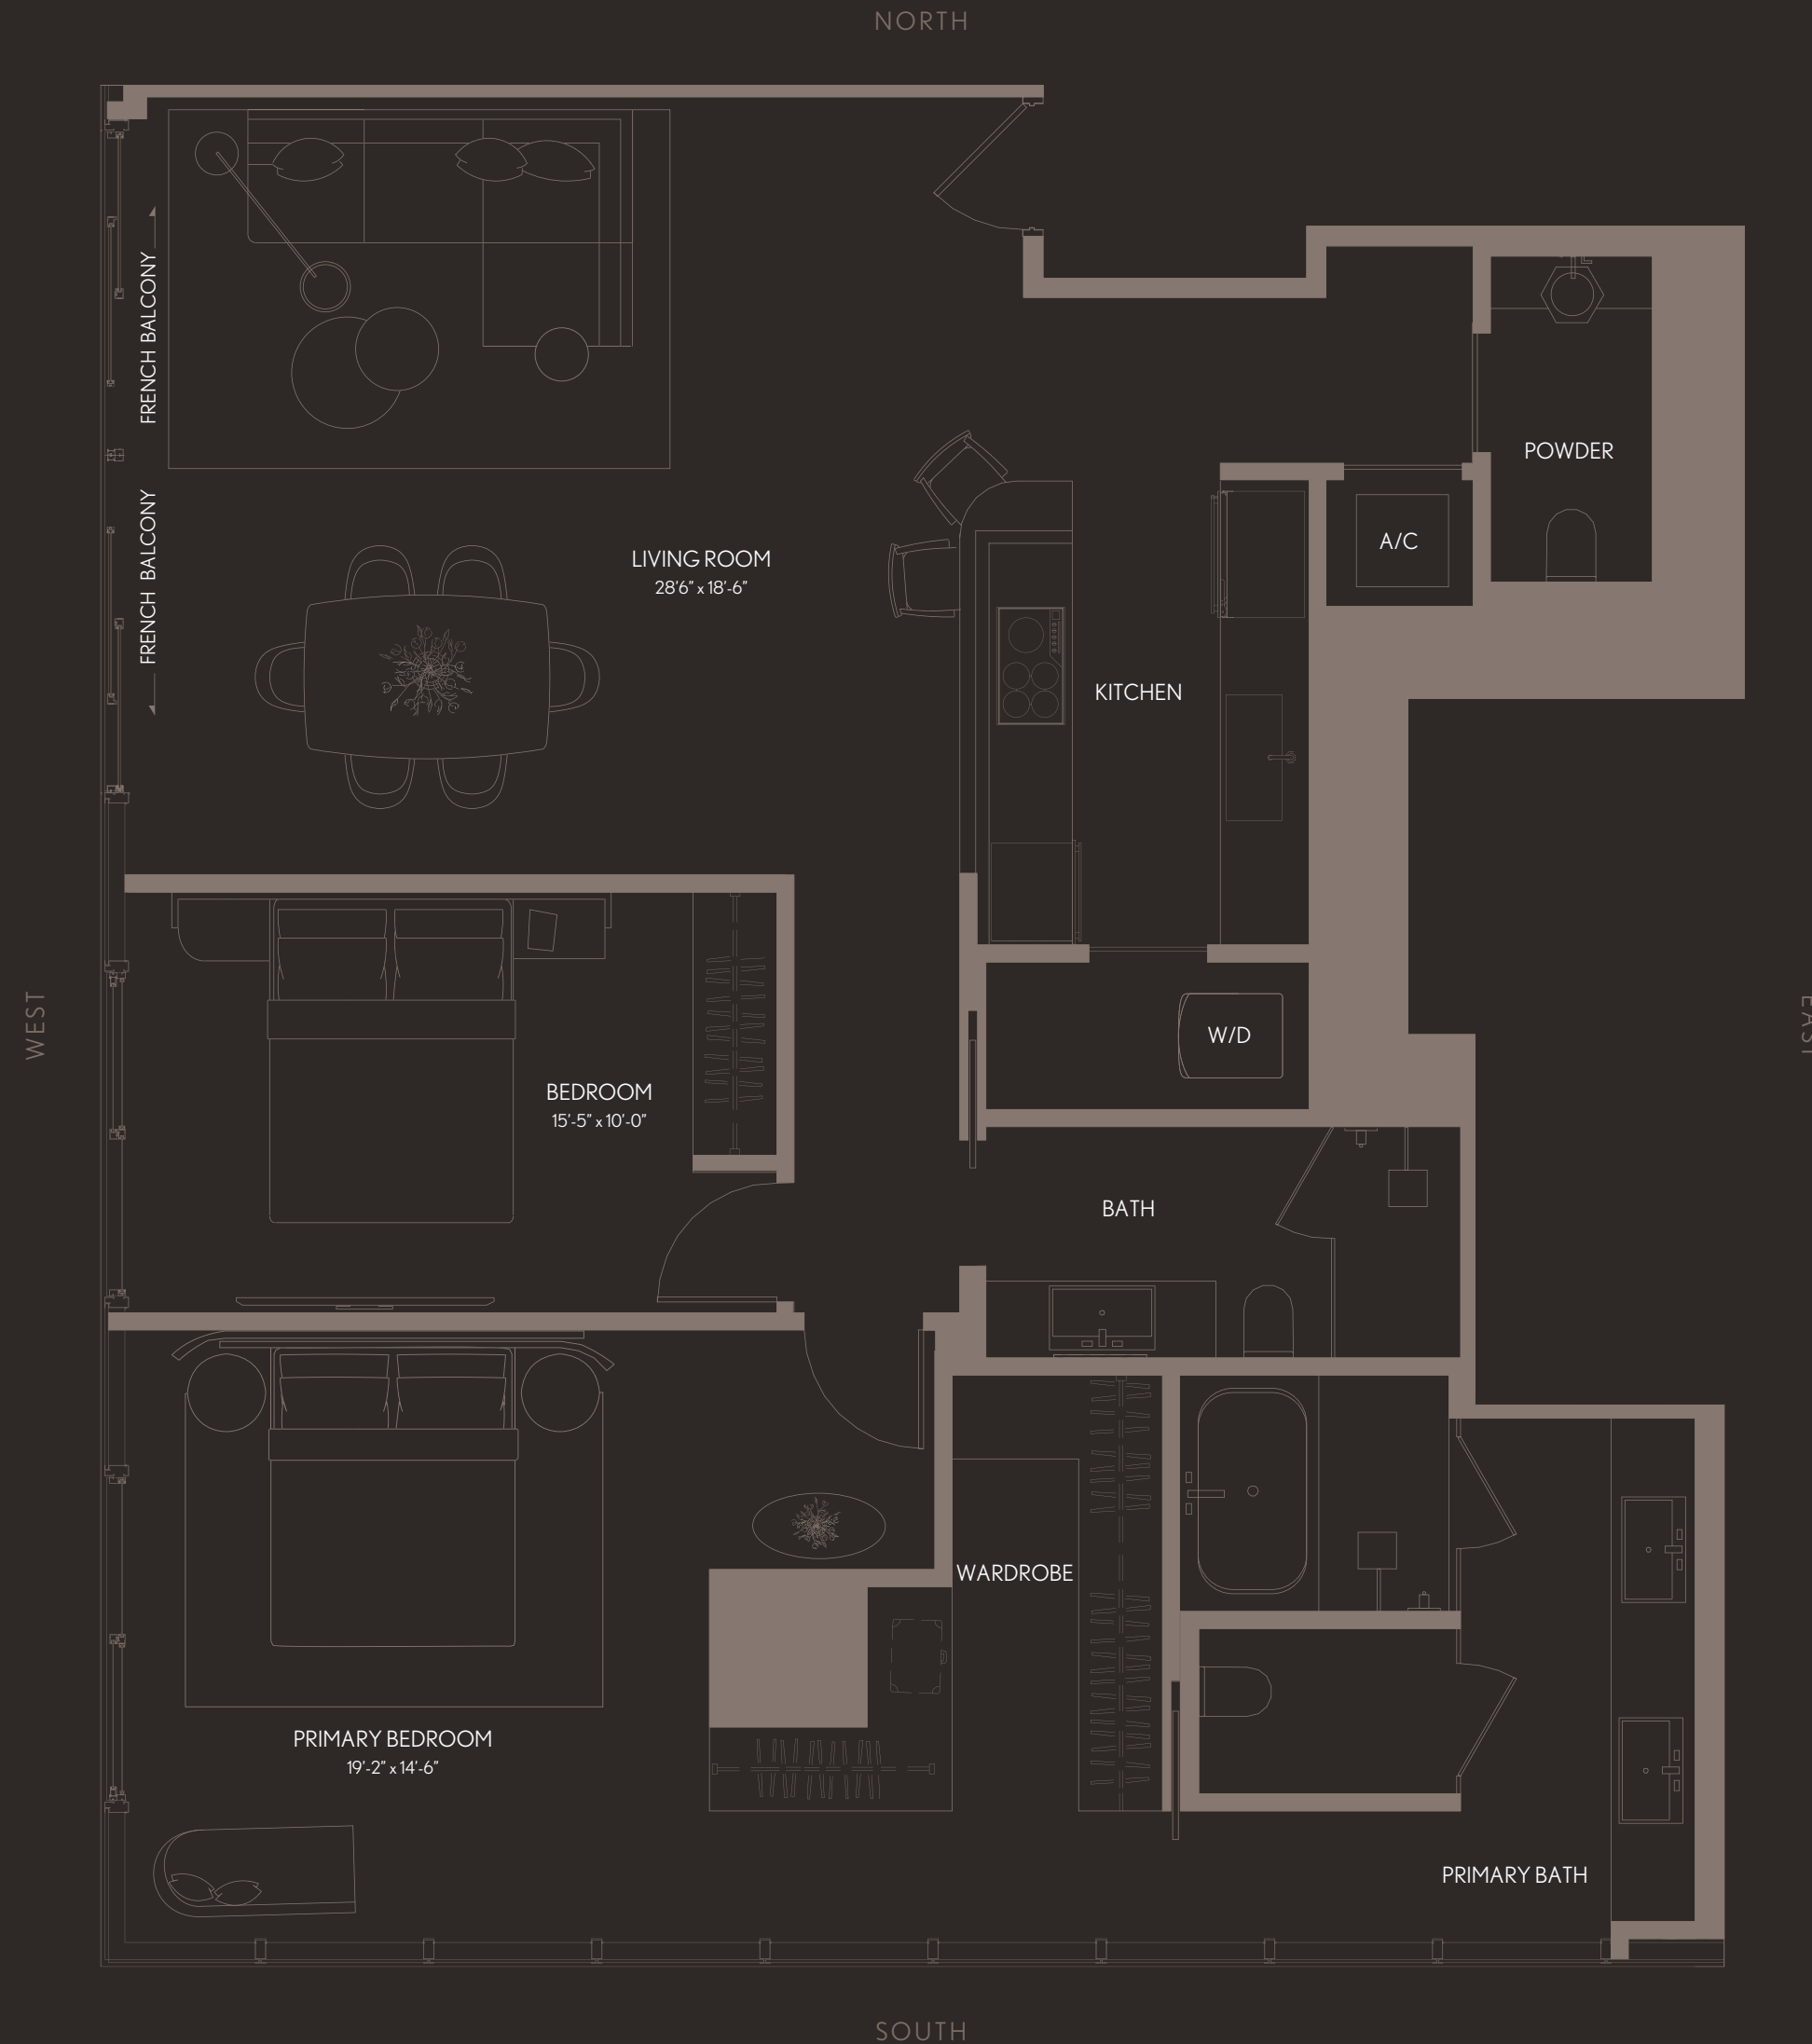 NORTH
FRENCH BALCONY
POWDER
FRENCH BALCONY
A/C
LIVING ROOM
28'6" x 18'-6"
KITCHEN
WEST
EAST
W/D
BEDROOM
15'-5" x 10'-0"
BATH
WARDROBE
PRIMARY BEDROOM
19'-2" x 14'-6"
PRIMARY BATH
SOUTH